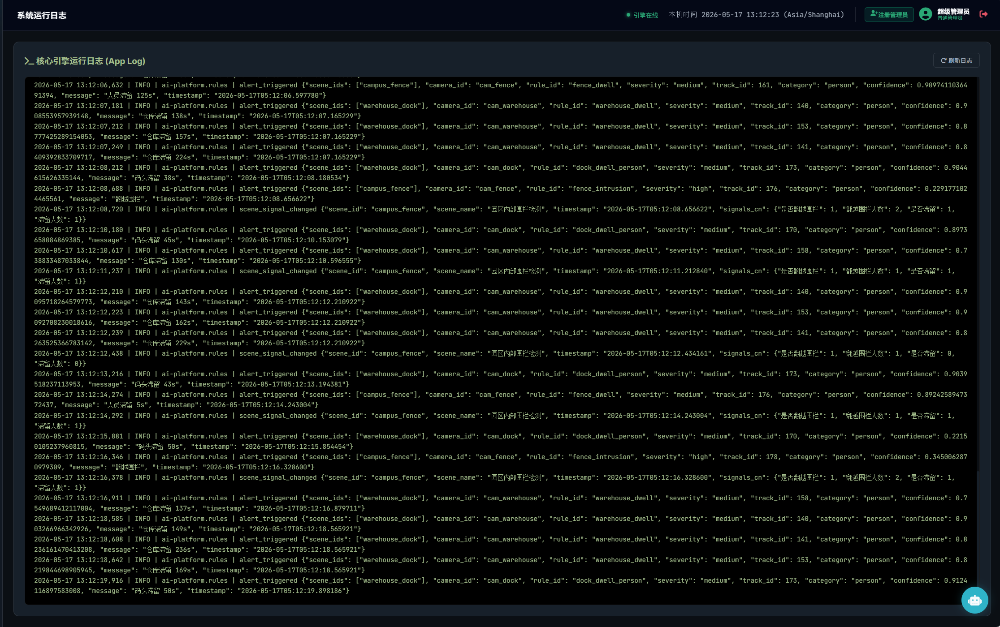 系统运行日志
引擎在线 本机时间 2026-05-17 13:12:23 (Asia/Shanghai) 注册管理员 超级管理员
普通管理员
核心引擎运行日志 (App Log) 刷新日志
2026-05-17 13:12:06,632 | INFO | ai-platform.rules | alert_triggered {"scene_ids": ["campus_fence"], "camera_id": "cam_fence", "rule_id": "fence_dwell", "severity": "medium", "track_id": 161, "category": "person", "confidence": 0.90974110364
91394, "message": "人员滞留 125s", "timestamp": "2026-05-17T05:12:06.597780"}
2026-05-17 13:12:07,181 | INFO | ai-platform.rules | alert_triggered {"scene_ids": ["warehouse_dock"], "camera_id": "cam_warehouse", "rule_id": "warehouse_dwell", "severity": "medium", "track_id": 140, "category": "person", "confidence": 0.9
08553957939148, "message": "仓库滞留 138s", "timestamp": "2026-05-17T05:12:07.165229"}
2026-05-17 13:12:07,212 | INFO | ai-platform.rules | alert_triggered {"scene_ids": ["warehouse_dock"], "camera_id": "cam_warehouse", "rule_id": "warehouse_dwell", "severity": "medium", "track_id": 153, "category": "person", "confidence": 0.8
777425289154053, "message": "仓库滞留 157s", "timestamp": "2026-05-17T05:12:07.165229"}
2026-05-17 13:12:07,249 | INFO | ai-platform.rules | alert_triggered {"scene_ids": ["warehouse_dock"], "camera_id": "cam_warehouse", "rule_id": "warehouse_dwell", "severity": "medium", "track_id": 141, "category": "person", "confidence": 0.8
409392833709717, "message": "仓库滞留 224s", "timestamp": "2026-05-17T05:12:07.165229"}
2026-05-17 13:12:08,212 | INFO | ai-platform.rules | alert_triggered {"scene_ids": ["warehouse_dock"], "camera_id": "cam_dock", "rule_id": "dock_dwell_person", "severity": "medium", "track_id": 173, "category": "person", "confidence": 0.9044
615626335144, "message": "码头滞留 38s", "timestamp": "2026-05-17T05:12:08.180534"}
2026-05-17 13:12:08,688 | INFO | ai-platform.rules | alert_triggered {"scene_ids": ["campus_fence"], "camera_id": "cam_fence", "rule_id": "fence_intrusion", "severity": "high", "track_id": 176, "category": "person", "confidence": 0.229177102
4465561, "message": "翻越围栏", "timestamp": "2026-05-17T05:12:08.656622"}
2026-05-17 13:12:08,720 | INFO | ai-platform.rules | scene_signal_changed {"scene_id": "campus_fence", "scene_name": "园区内部围栏检测", "timestamp": "2026-05-17T05:12:08.656622", "signals_cn": {"是否翻越围栏": 1, "翻越围栏人数": 2, "是否滞留": 1,
"滞留人数": 1}}
2026-05-17 13:12:10,180 | INFO | ai-platform.rules | alert_triggered {"scene_ids": ["warehouse_dock"], "camera_id": "cam_dock", "rule_id": "dock_dwell_person", "severity": "medium", "track_id": 170, "category": "person", "confidence": 0.8973
658084869385, "message": "码头滞留 45s", "timestamp": "2026-05-17T05:12:10.153079"}
2026-05-17 13:12:10,617 | INFO | ai-platform.rules | alert_triggered {"scene_ids": ["warehouse_dock"], "camera_id": "cam_warehouse", "rule_id": "warehouse_dwell", "severity": "medium", "track_id": 158, "category": "person", "confidence": 0.7
38833487033844, "message": "仓库滞留 130s", "timestamp": "2026-05-17T05:12:10.596555"}
2026-05-17 13:12:11,237 | INFO | ai-platform.rules | scene_signal_changed {"scene_id": "campus_fence", "scene_name": "园区内部围栏检测", "timestamp": "2026-05-17T05:12:11.212840", "signals_cn": {"是否翻越围栏": 1, "翻越围栏人数": 1, "是否滞留": 1,
"滞留人数": 1}}
2026-05-17 13:12:12,210 | INFO | ai-platform.rules | alert_triggered {"scene_ids": ["warehouse_dock"], "camera_id": "cam_warehouse", "rule_id": "warehouse_dwell", "severity": "medium", "track_id": 140, "category": "person", "confidence": 0.9
095718264579773, "message": "仓库滞留 143s", "timestamp": "2026-05-17T05:12:12.210922"}
2026-05-17 13:12:12,223 | INFO | ai-platform.rules | alert_triggered {"scene_ids": ["warehouse_dock"], "camera_id": "cam_warehouse", "rule_id": "warehouse_dwell", "severity": "medium", "track_id": 153, "category": "person", "confidence": 0.9
092708230018616, "message": "仓库滞留 162s", "timestamp": "2026-05-17T05:12:12.210922"}
2026-05-17 13:12:12,239 | INFO | ai-platform.rules | alert_triggered {"scene_ids": ["warehouse_dock"], "camera_id": "cam_warehouse", "rule_id": "warehouse_dwell", "severity": "medium", "track_id": 141, "category": "person", "confidence": 0.8
263525366783142, "message": "仓库滞留 229s", "timestamp": "2026-05-17T05:12:12.210922"}
2026-05-17 13:12:12,438 | INFO | ai-platform.rules | scene_signal_changed {"scene_id": "campus_fence", "scene_name": "园区内部围栏检测", "timestamp": "2026-05-17T05:12:12.434161", "signals_cn": {"是否翻越围栏": 1, "翻越围栏人数": 1, "是否滞留": 0,
"滞留人数": 0}}
2026-05-17 13:12:13,216 | INFO | ai-platform.rules | alert_triggered {"scene_ids": ["warehouse_dock"], "camera_id": "cam_dock", "rule_id": "dock_dwell_person", "severity": "medium", "track_id": 173, "category": "person", "confidence": 0.9039
518237113953, "message": "码头滞留 43s", "timestamp": "2026-05-17T05:12:13.194381"}
2026-05-17 13:12:14,274 | INFO | ai-platform.rules | alert_triggered {"scene_ids": ["campus_fence"], "camera_id": "cam_fence", "rule_id": "fence_dwell", "severity": "medium", "track_id": 176, "category": "person", "confidence": 0.89242589473
72437, "message": "人员滞留 5s", "timestamp": "2026-05-17T05:12:14.243004"}
2026-05-17 13:12:14,292 | INFO | ai-platform.rules | scene_signal_changed {"scene_id": "campus_fence", "scene_name": "园区内部围栏检测", "timestamp": "2026-05-17T05:12:14.243004", "signals_cn": {"是否翻越围栏": 1, "翻越围栏人数": 1, "是否滞留": 1,
"滞留人数": 1}}
2026-05-17 13:12:15,881 | INFO | ai-platform.rules | alert_triggered {"scene_ids": ["warehouse_dock"], "camera_id": "cam_dock", "rule_id": "dock_dwell_person", "severity": "medium", "track_id": 170, "category": "person", "confidence": 0.2215
0105237960815, "message": "码头滞留 50s", "timestamp": "2026-05-17T05:12:15.854454"}
2026-05-17 13:12:16,346 | INFO | ai-platform.rules | alert_triggered {"scene_ids": ["campus_fence"], "camera_id": "cam_fence", "rule_id": "fence_intrusion", "severity": "high", "track_id": 178, "category": "person", "confidence": 0.345006287
0979309, "message": "翻越围栏", "timestamp": "2026-05-17T05:12:16.328600"}
2026-05-17 13:12:16,378 | INFO | ai-platform.rules | scene_signal_changed {"scene_id": "campus_fence", "scene_name": "园区内部围栏检测", "timestamp": "2026-05-17T05:12:16.328600", "signals_cn": {"是否翻越围栏": 1, "翻越围栏人数": 2, "是否滞留": 1,
"滞留人数": 1}}
2026-05-17 13:12:16,911 | INFO | ai-platform.rules | alert_triggered {"scene_ids": ["warehouse_dock"], "camera_id": "cam_warehouse", "rule_id": "warehouse_dwell", "severity": "medium", "track_id": 158, "category": "person", "confidence": 0.7
549689412117004, "message": "仓库滞留 137s", "timestamp": "2026-05-17T05:12:16.879711"}
2026-05-17 13:12:18,585 | INFO | ai-platform.rules | alert_triggered {"scene_ids": ["warehouse_dock"], "camera_id": "cam_warehouse", "rule_id": "warehouse_dwell", "severity": "medium", "track_id": 140, "category": "person", "confidence": 0.9
03266966342926, "message": "仓库滞留 149s", "timestamp": "2026-05-17T05:12:18.565921"}
2026-05-17 13:12:18,608 | INFO | ai-platform.rules | alert_triggered {"scene_ids": ["warehouse_dock"], "camera_id": "cam_warehouse", "rule_id": "warehouse_dwell", "severity": "medium", "track_id": 141, "category": "person", "confidence": 0.8
236161470413208, "message": "仓库滞留 236s", "timestamp": "2026-05-17T05:12:18.565921"}
2026-05-17 13:12:18,642 | INFO | ai-platform.rules | alert_triggered {"scene_ids": ["warehouse_dock"], "camera_id": "cam_warehouse", "rule_id": "warehouse_dwell", "severity": "medium", "track_id": 153, "category": "person", "confidence": 0.8
219844698905945, "message": "仓库滞留 169s", "timestamp": "2026-05-17T05:12:18.565921"}
2026-05-17 13:12:19,916 | INFO | ai-platform.rules | alert_triggered {"scene_ids": ["warehouse_dock"], "camera_id": "cam_dock", "rule_id": "dock_dwell_person", "severity": "medium", "track_id": 173, "category": "person", "confidence": 0.9124
116897583008, "message": "码头滞留 50s", "timestamp": "2026-05-17T05:12:19.898186"}